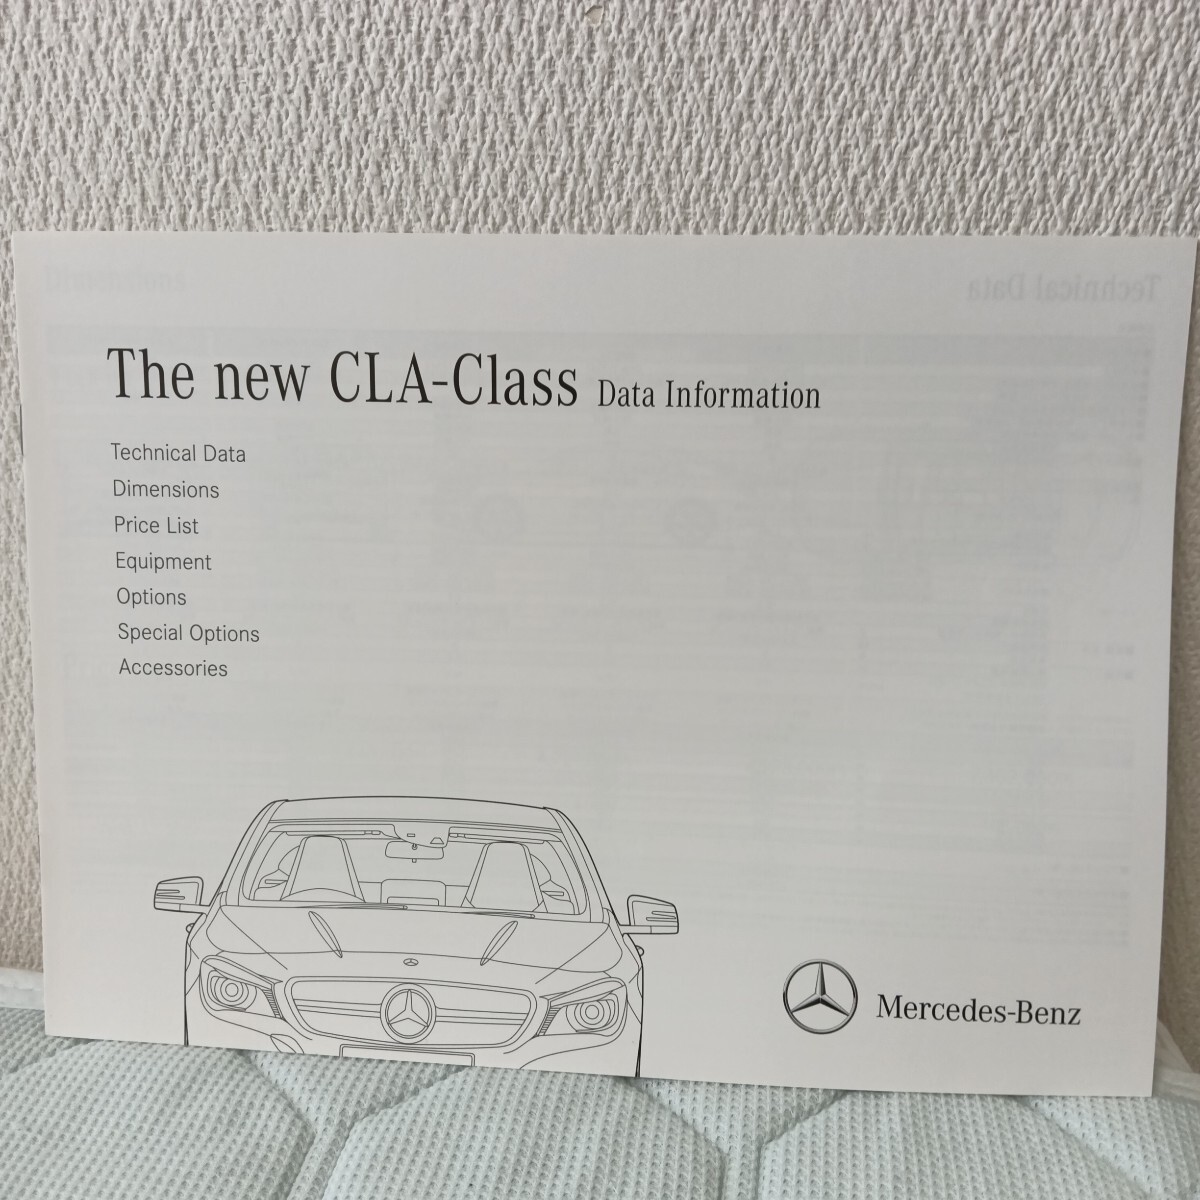 The new CLA-Class Data Information
Technical Data
Dimensions
Price List
Equipment
Options
Special Options
Accessories
Mercedes-Benz